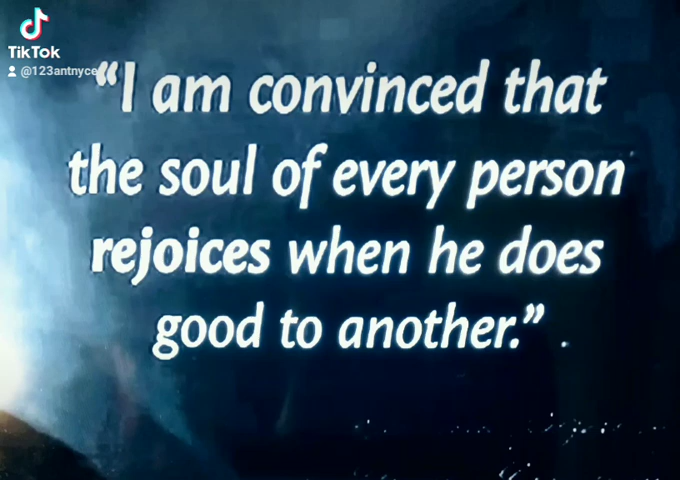 TikTok
@123antnyce
“I am convinced that
the soul of every person
rejoices when he does
good to another.” .